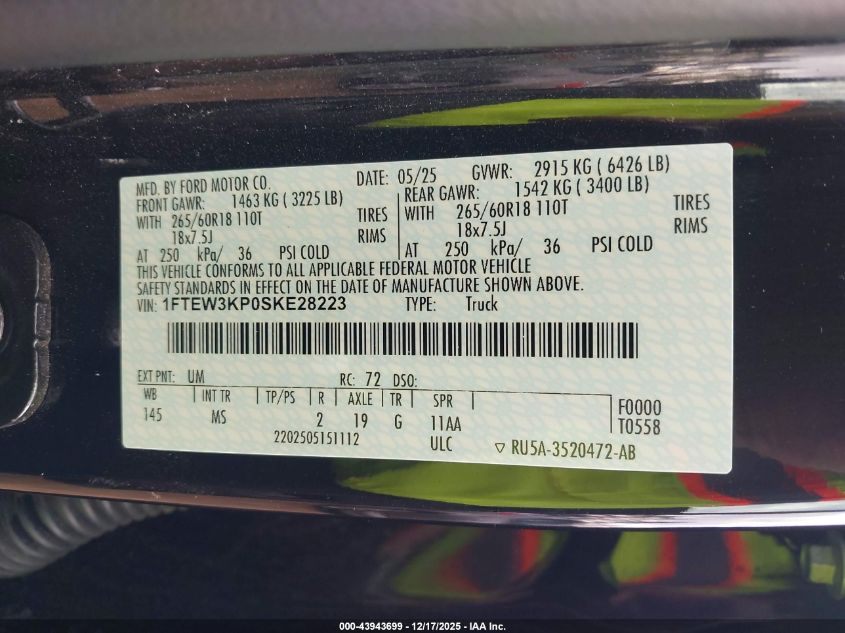 MFD. BY FORD MOTOR CO.
DATE: 05/25 GVWR: 2915 KG ( 6426 LB)
FRONT GAWR: 1463 KG ( 3225 LB) REAR GAWR: 1542 KG ( 3400 LB)
WITH 265/60R18 110T TIRES WITH 265/60R18 110T TIRES
18x7.5J RIMS 18x7.5J RIMS
AT 250 kPa/ 36 PSI COLD AT 250 kPa/ 36 PSI COLD
THIS VEHICLE CONFORMS TO ALL APPLICABLE FEDERAL MOTOR VEHICLE
SAFETY STANDARDS IN EFFECT ON THE DATE OF MANUFACTURE SHOWN ABOVE.
VIN: 1FTEW3KP0SKE28223 TYPE: Truck
EXT PNT: UM RC: 72 DSO:
WB INT TR TP/PS R AXLE TR SPR F0000
145 MS 2 19 G 11AA T0558
2202505151112 ULC ▽ RU5A-3520472-AB
000-43943699 - 12/17/2025 - IAA Inc.